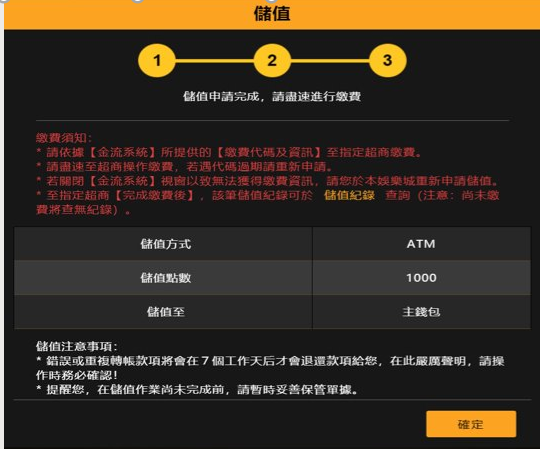 儲值
1 2 3
儲值申請完成，請盡速進行繳費
繳費須知：
* 請依據【金流系統】所提供的【繳費代碼及資訊】至指定超商繳費。
* 請盡速至超商操作繳費，若遇代碼過期請重新申請。
* 若關閉【金流系統】視窗以致無法獲得繳費資訊，請您於本娛樂城重新申請儲值。
* 至指定超商【完成繳費後】，該筆儲值紀錄可於 儲值紀錄 查詢（注意：尚未繳
費將查無紀錄）。
儲值方式 ATM
儲值點數 1000
儲值至 主錢包
儲值注意事項：
* 錯誤或重複轉帳款項將會在７個工作天后才會退還款項給您，在此嚴厲聲明，請操
作時務必確認！
* 提醒您，在儲值作業尚未完成前，請暫時妥善保管單據。
確定